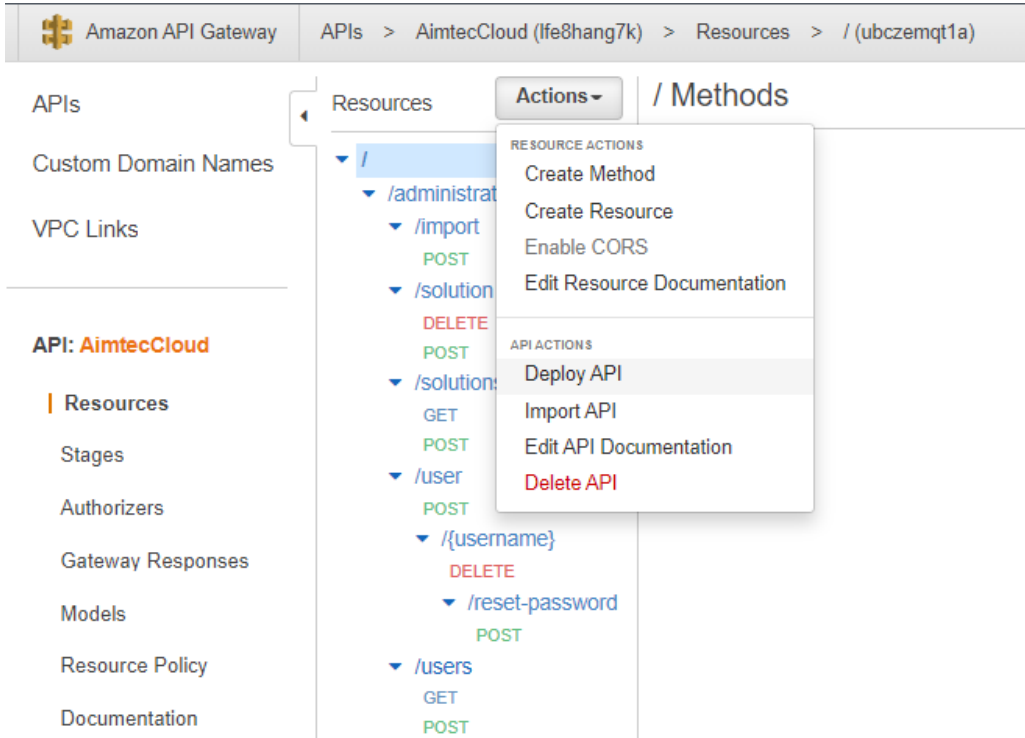 Amazon API Gateway
APIs > AimtecCloud (lfe8hang7k) > Resources > / (ubczemqt1a)
APIs
Custom Domain Names
VPC Links
API: AimtecCloud
Resources
Stages
Authorizers
Gateway Responses
Models
Resource Policy
Documentation
Resources
Actions
/
/administrat
/import
POST
/solution
DELETE
POST
/solutions
GET
POST
/user
POST
/{username}
DELETE
/reset-password
POST
/users
GET
POST
RESOURCE ACTIONS
Create Method
Create Resource
Enable CORS
Edit Resource Documentation
API ACTIONS
Deploy API
Import API
Edit API Documentation
Delete API
/ Methods